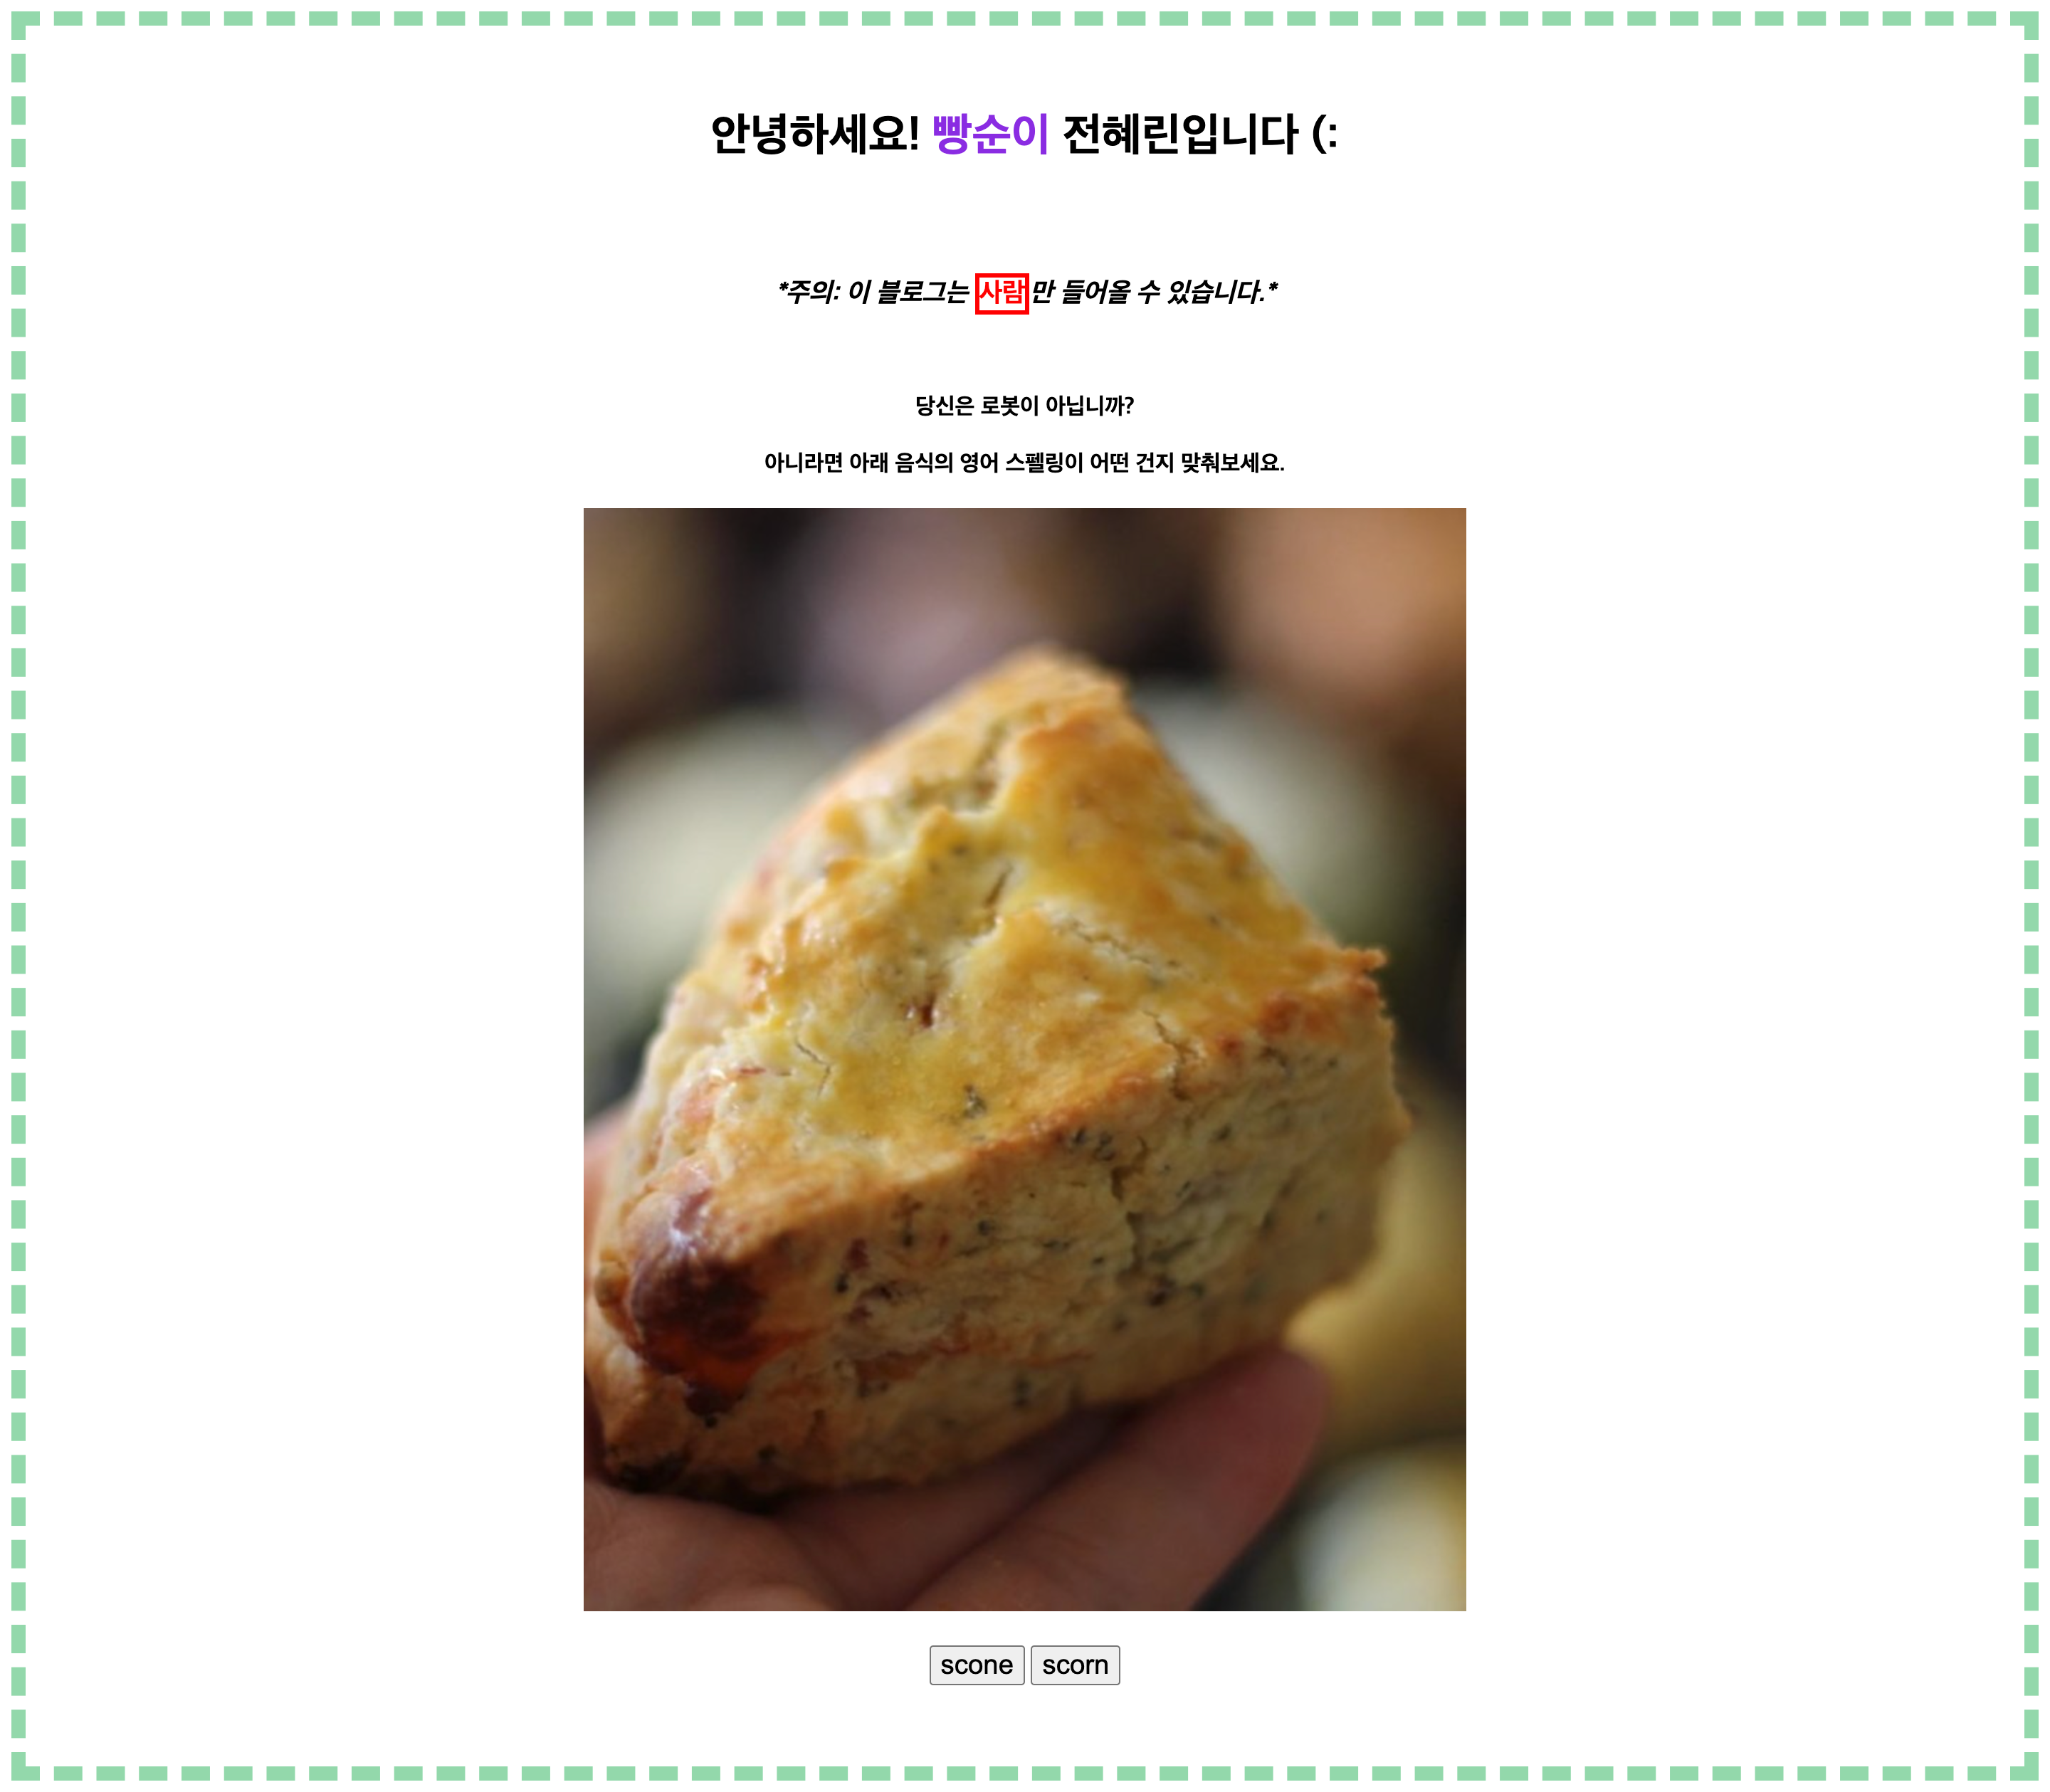 안녕하세요! 빵순이 전혜린입니다 (:
*주의: 이 블로그는 사람만 들어올 수 있습니다.*
당신은 로봇이 아닙니까?
아니라면 아래 음식의 영어 스펠링이 어떤 건지 맞춰보세요.
scone scorn